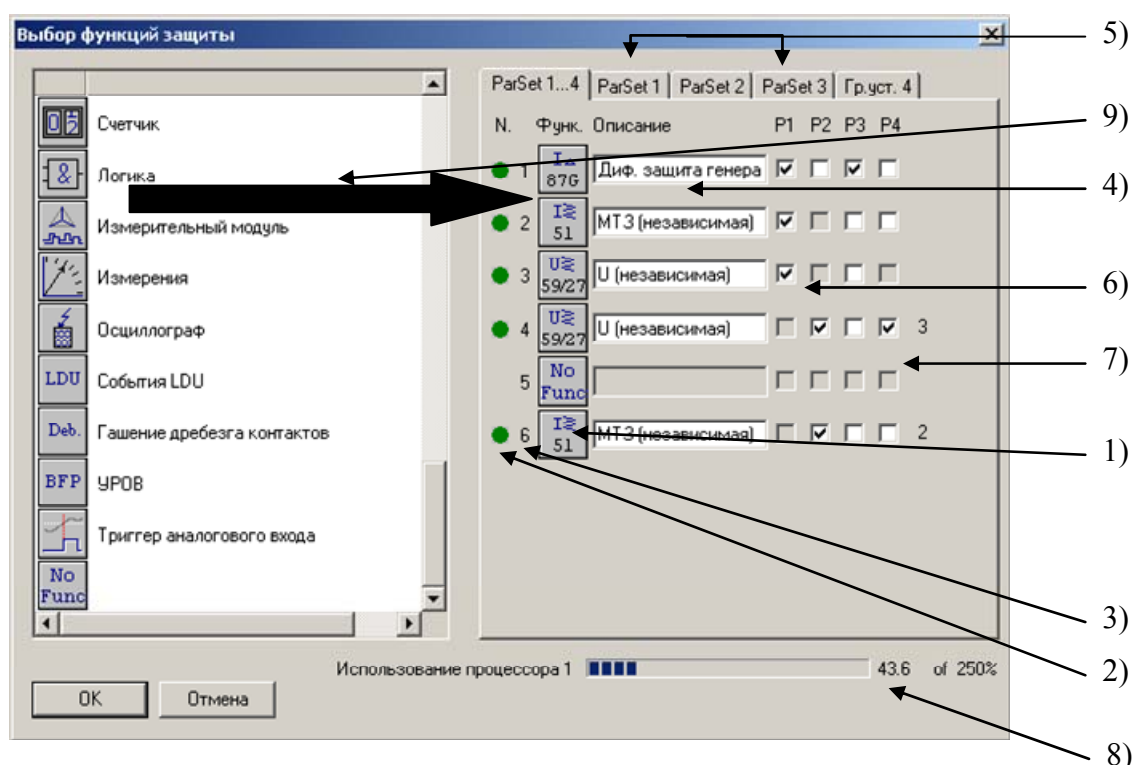 Выбор функций защиты
5)
ParSet 1...4 ParSet 1 ParSet 2 ParSet 3 Гр.уст. 4
N. Функ. Описание P1 P2 P3 P4
9)
Счетчик
Логика
Измерительный модуль
Измерения
Осциллограф
LDU События LDU
Deb. Гашение дребезга контактов
BFP УРОВ
Триггер аналогового входа
No
Func
1 87G Диф. защита генера
4)
2 I 51 МТЗ (независимая)
3 U 59/27 U (независимая)
6)
4 U 59/27 U (независимая) 3
7)
5 No Func
6 I 51 МТЗ (независимая) 2
1)
3)
2)
Использование процессора 1 43.6 of 250%
OK Отмена
8)